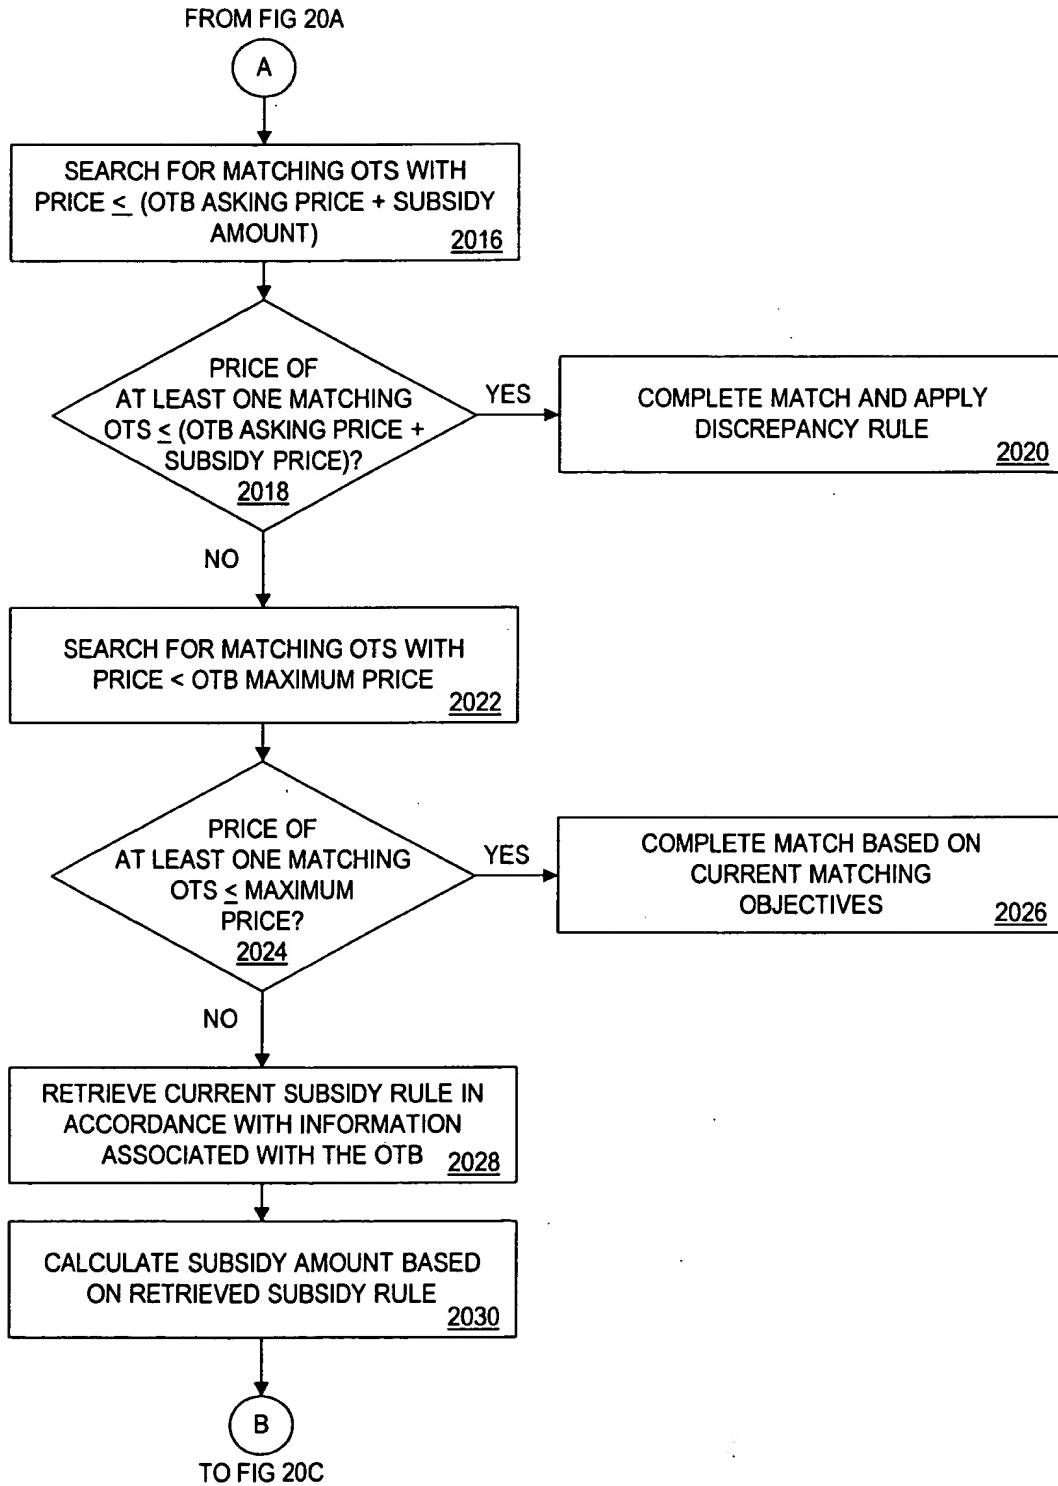 FROM FIG 20A
A
SEARCH FOR MATCHING OTS WITH
PRICE ≤ (OTB ASKING PRICE + SUBSIDY
AMOUNT)
2016
PRICE OF
AT LEAST ONE MATCHING
OTS ≤ (OTB ASKING PRICE +
SUBSIDY PRICE)?
2018
YES
COMPLETE MATCH AND APPLY
DISCREPANCY RULE
2020
NO
SEARCH FOR MATCHING OTS WITH
PRICE < OTB MAXIMUM PRICE
2022
PRICE OF
AT LEAST ONE MATCHING
OTS ≤ MAXIMUM
PRICE?
2024
YES
COMPLETE MATCH BASED ON
CURRENT MATCHING
OBJECTIVES
2026
NO
RETRIEVE CURRENT SUBSIDY RULE IN
ACCORDANCE WITH INFORMATION
ASSOCIATED WITH THE OTB
2028
CALCULATE SUBSIDY AMOUNT BASED
ON RETRIEVED SUBSIDY RULE
2030
B
TO FIG 20C